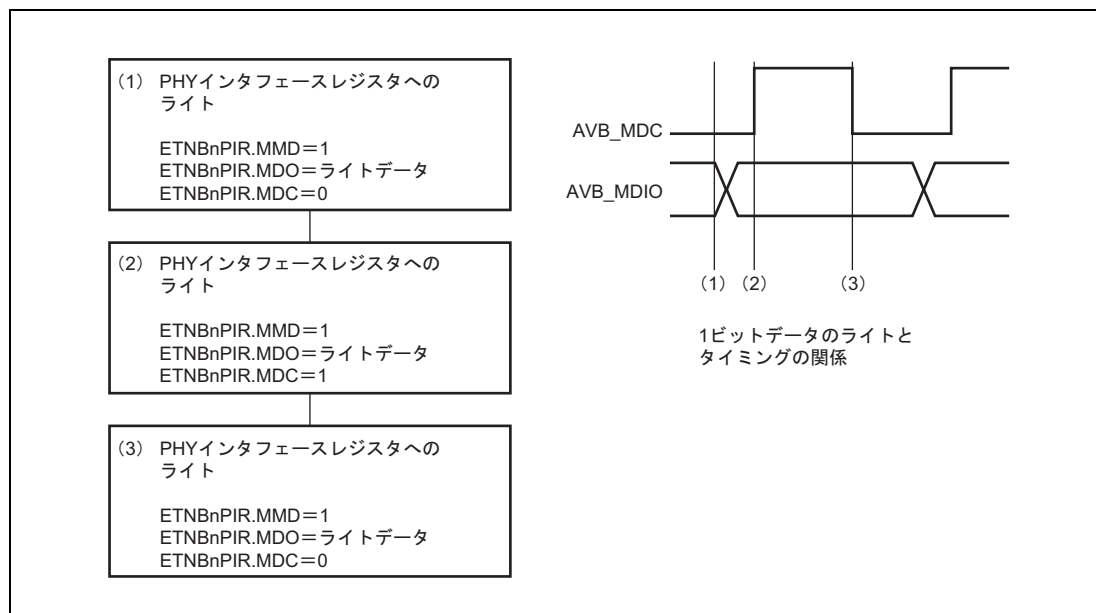 (1) PHYインタフェースレジスタへの
ライト
ETNBnPIR.MMD=1
ETNBnPIR.MDO=ライトデータ
ETNBnPIR.MDC=0
(2) PHYインタフェースレジスタへの
ライト
ETNBnPIR.MMD=1
ETNBnPIR.MDO=ライトデータ
ETNBnPIR.MDC=1
(3) PHYインタフェースレジスタへの
ライト
ETNBnPIR.MMD=1
ETNBnPIR.MDO=ライトデータ
ETNBnPIR.MDC=0
AVB_MDC
AVB_MDIO
(1) (2) (3)
1ビットデータのライトと
タイミングの関係